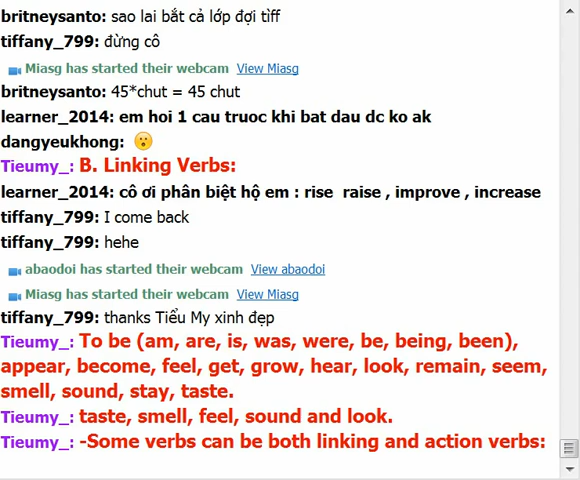 britneysanto: sao lai bắt cả lớp đợi tìff
tiffany_799: đừng cô
Miasg has started their webcam View Miasg
britneysanto: 45*chut = 45 chut
learner_2014: em hoi 1 cau truoc khi bat dau dc ko ak
dangyeukhong:
Tieumy_: B. Linking Verbs:
learner_2014: cô ơi phân biệt hộ em : rise raise , improve , increase
tiffany_799: I come back
tiffany_799: hehe
abaodoi has started their webcam View abaodoi
Miasg has started their webcam View Miasg
tiffany_799: thanks Tiểu My xinh đẹp
Tieumy_: To be (am, are, is, was, were, be, being, been),
appear, become, feel, get, grow, hear, look, remain, seem,
smell, sound, stay, taste.
Tieumy_: taste, smell, feel, sound and look.
Tieumy_: -Some verbs can be both linking and action verbs: